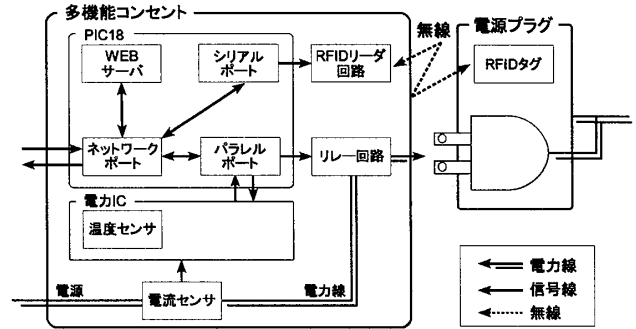 多機能コンセント
PIC18
WEB
サーバ
シリアル
ポート
RFIDリーダ
回路
無線
電源プラグ
RFIDタグ
ネットワーク
ポート
パラレル
ポート
リレー回路
電力IC
温度センサ
電源
電流センサ
電力線
電力線
信号線
無線